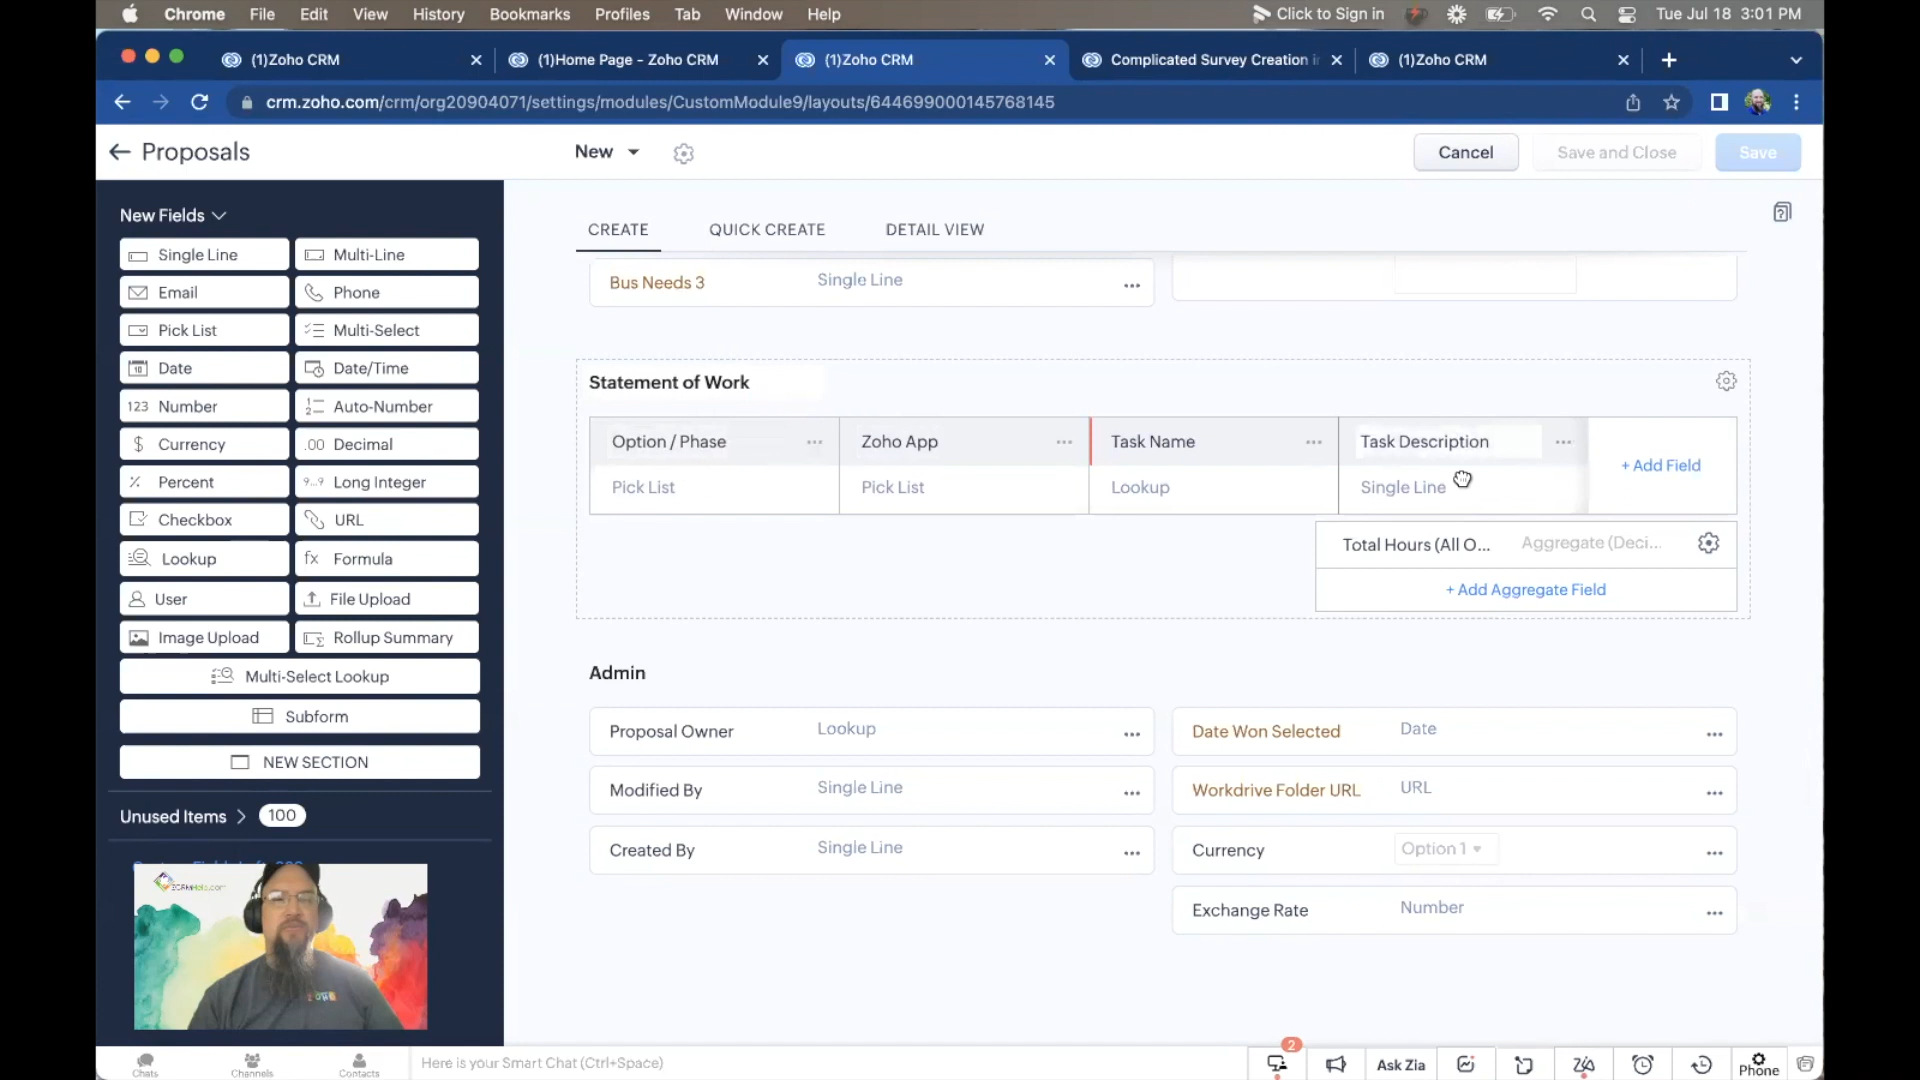 Chrome File Edit View History Bookmarks Profiles Tab Window Help Click to Sign in Tue Jul 18 3:01 PM
(1)Zoho CRM (1)Home Page - Zoho CRM (1)Zoho CRM Complicated Survey Creation i (1)Zoho CRM
crm.zoho.com/crm/org20904071/settings/modules/CustomModule9/layouts/644699000145768145
Proposals New Cancel Save and Close Save
New Fields
Single Line Multi-Line
Email Phone
Pick List Multi-Select
Date Date/Time
123 Number Auto-Number
$ Currency .00 Decimal
% Percent 9...9 Long Integer
Checkbox URL
Lookup fx Formula
User File Upload
Image Upload Rollup Summary
Multi-Select Lookup
Subform
NEW SECTION
Unused Items 100
CREATE QUICK CREATE DETAIL VIEW
Bus Needs 3 Single Line ...
Statement of Work
Option / Phase ... Zoho App ... Task Name ... Task Description ...
+ Add Field
Pick List Pick List Lookup Single Line
Total Hours (All O... Aggregate (Deci...
+ Add Aggregate Field
Admin
Proposal Owner Lookup ... Date Won Selected Date ...
Modified By Single Line ... Workdrive Folder URL URL ...
Created By Single Line ... Currency Option 1 ...
Exchange Rate Number ...
Chats Channels Contacts Here is your Smart Chat (Ctrl+Space) 2 Ask Zia Phone